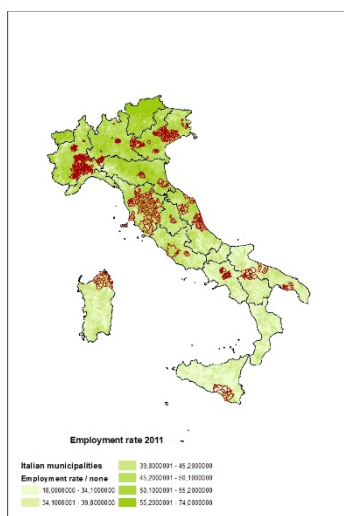 Employment rate 2011
Italian municipalities
Employment rate / none
18,0000000 - 34,1000000
34,1000001 - 39,8000000
39,8000001 - 45,2000000
45,2000001 - 50,1000000
50,1000001 - 55,2000000
55,2000001 - 74,0000000